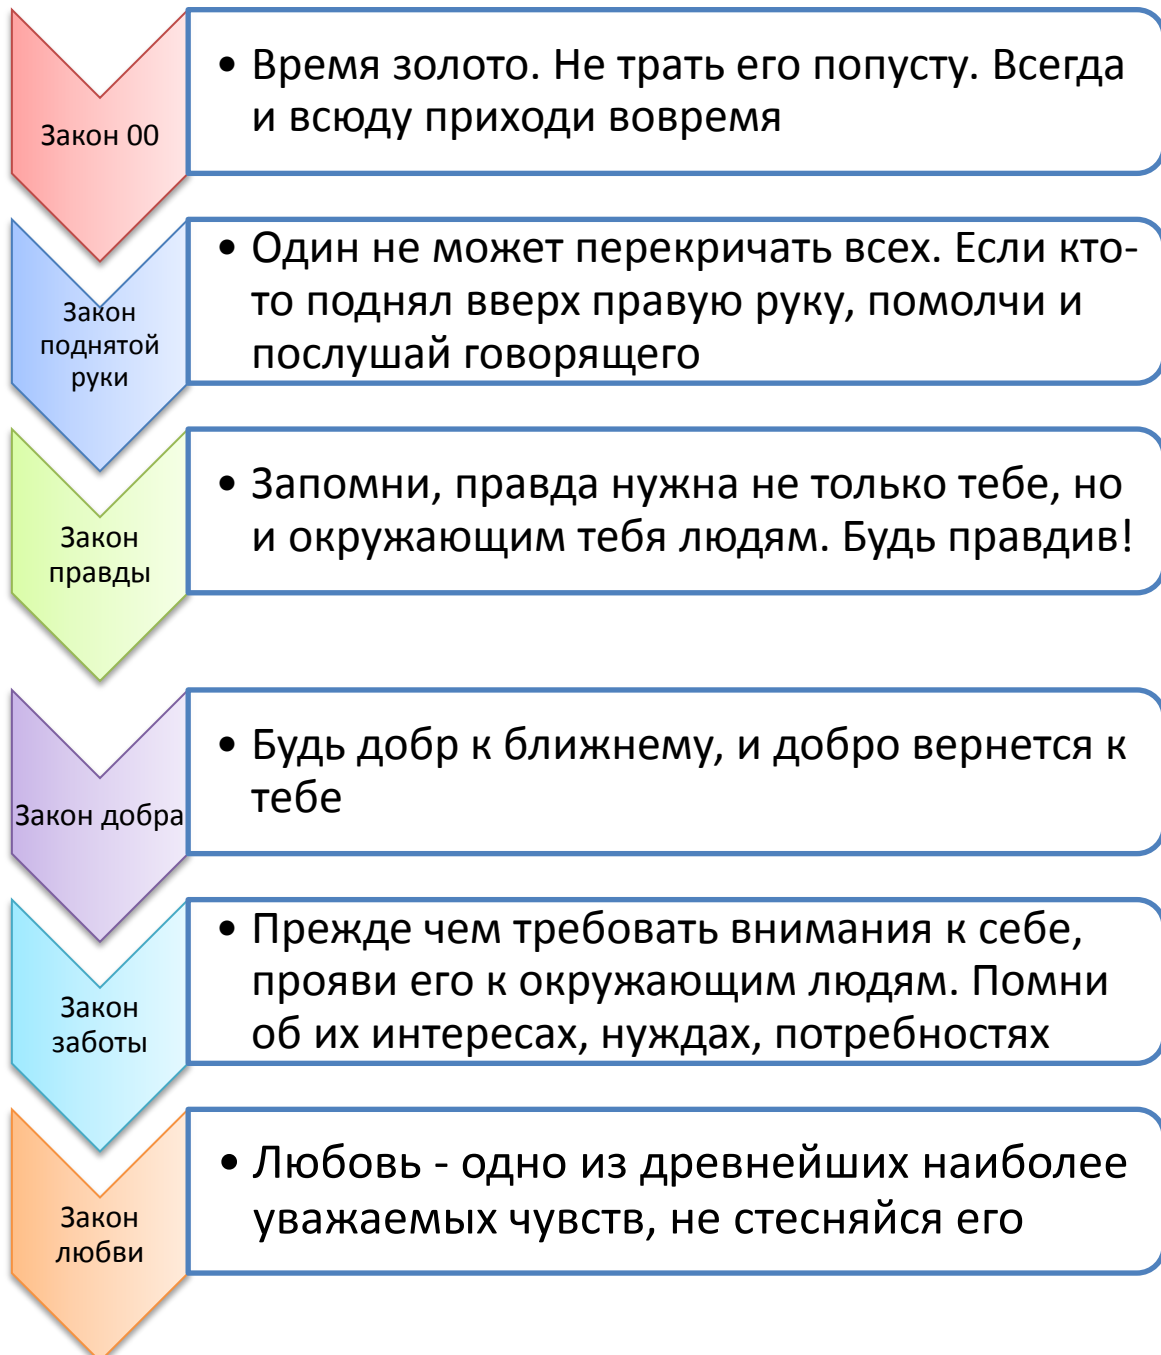 Закон 00
• Время золото. Не трать его попусту. Всегда
и всюду приходи вовремя
Закон
поднятой
руки
• Один не может перекричать всех. Если кто-
то поднял вверх правую руку, помолчи и
послушай говорящего
Закон
правды
• Запомни, правда нужна не только тебе, но
и окружающим тебя людям. Будь правдив!
Закон добра
• Будь добр к ближнему, и добро вернется к
тебе
Закон
заботы
• Прежде чем требовать внимания к себе,
прояви его к окружающим людям. Помни
об их интересах, нуждах, потребностях
Закон
любви
• Любовь - одно из древнейших наиболее
уважаемых чувств, не стесняйся его